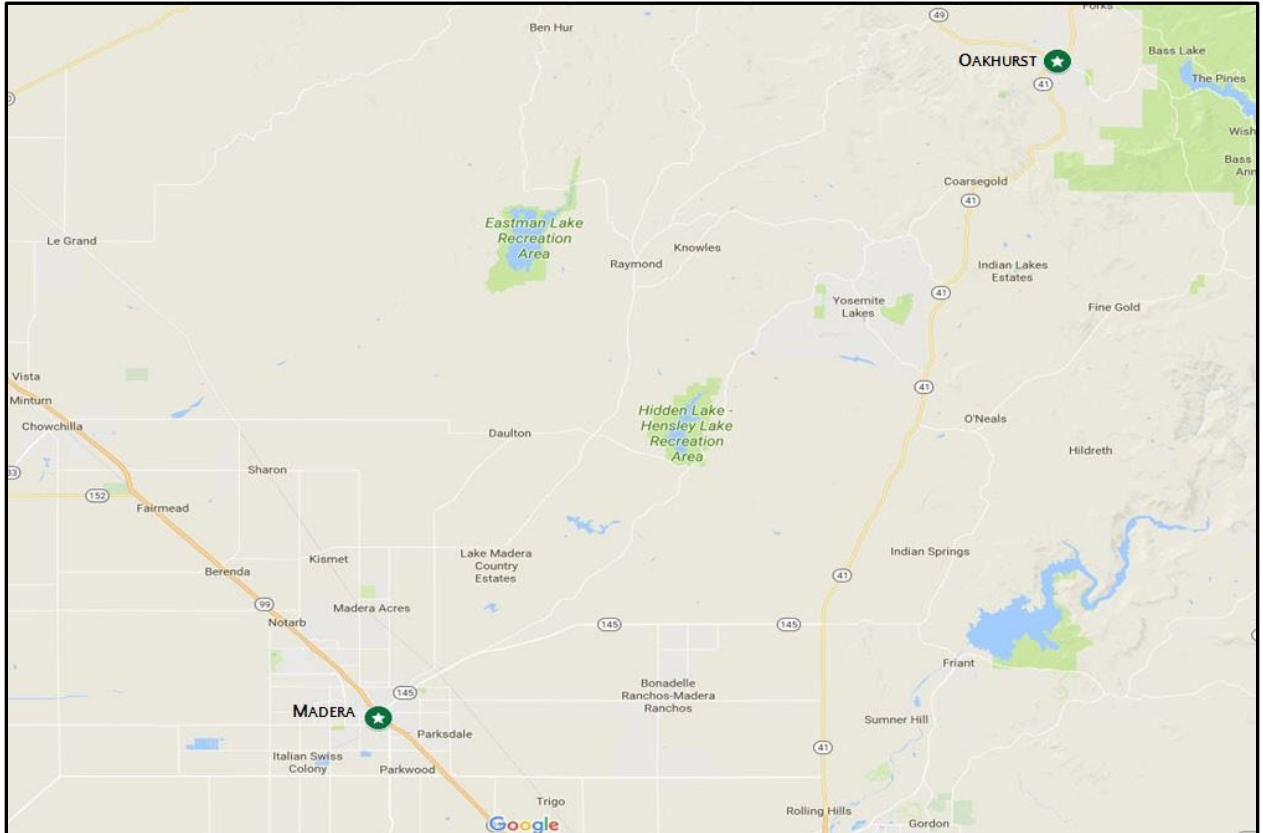 Ben Hur
49
Forks
OAKHURST
41
Bass Lake
The Pines
Wish
Bass
Ann
Coarsegold
41
Eastman Lake
Recreation
Area
Le Grand
Knowles
Raymond
Indian Lakes
Estates
41
Yosemite
Lakes
Fine Gold
Vista
Minturn
Chowchilla
41
Hidden Lake -
Hensley Lake
Recreation
Area
O'Neals
Daulton
Hildreth
Sharon
33
152
Fairmead
Kismet
Lake Madera
Country
Estates
Indian Springs
Berenda
41
99
Madera Acres
Notarb
145
145
Friant
Bonadelle
Ranchos-Madera
Ranchos
145
MADERA
Parksdale
Sumner Hill
41
Italian Swiss
Colony
Parkwood
Trigo
Rolling Hills
Google
Gordon